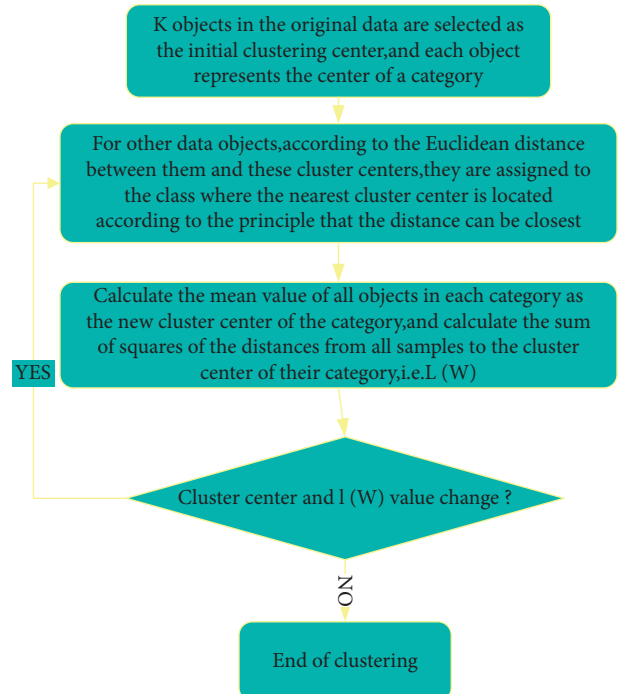 K objects in the original data are selected as
the initial clustering center,and each object
represents the center of a category
For other data objects,according to the Euclidean distance
between them and these cluster centers,they are assigned to
the class where the nearest cluster center is located
according to the principle that the distance can be closest
Calculate the mean value of all objects in each category as
the new cluster center of the category,and calculate the sum
of squares of the distances from all samples to the cluster
center of their category,i.e.L (W)
YES
Cluster center and l (W) value change ?
NO
End of clustering